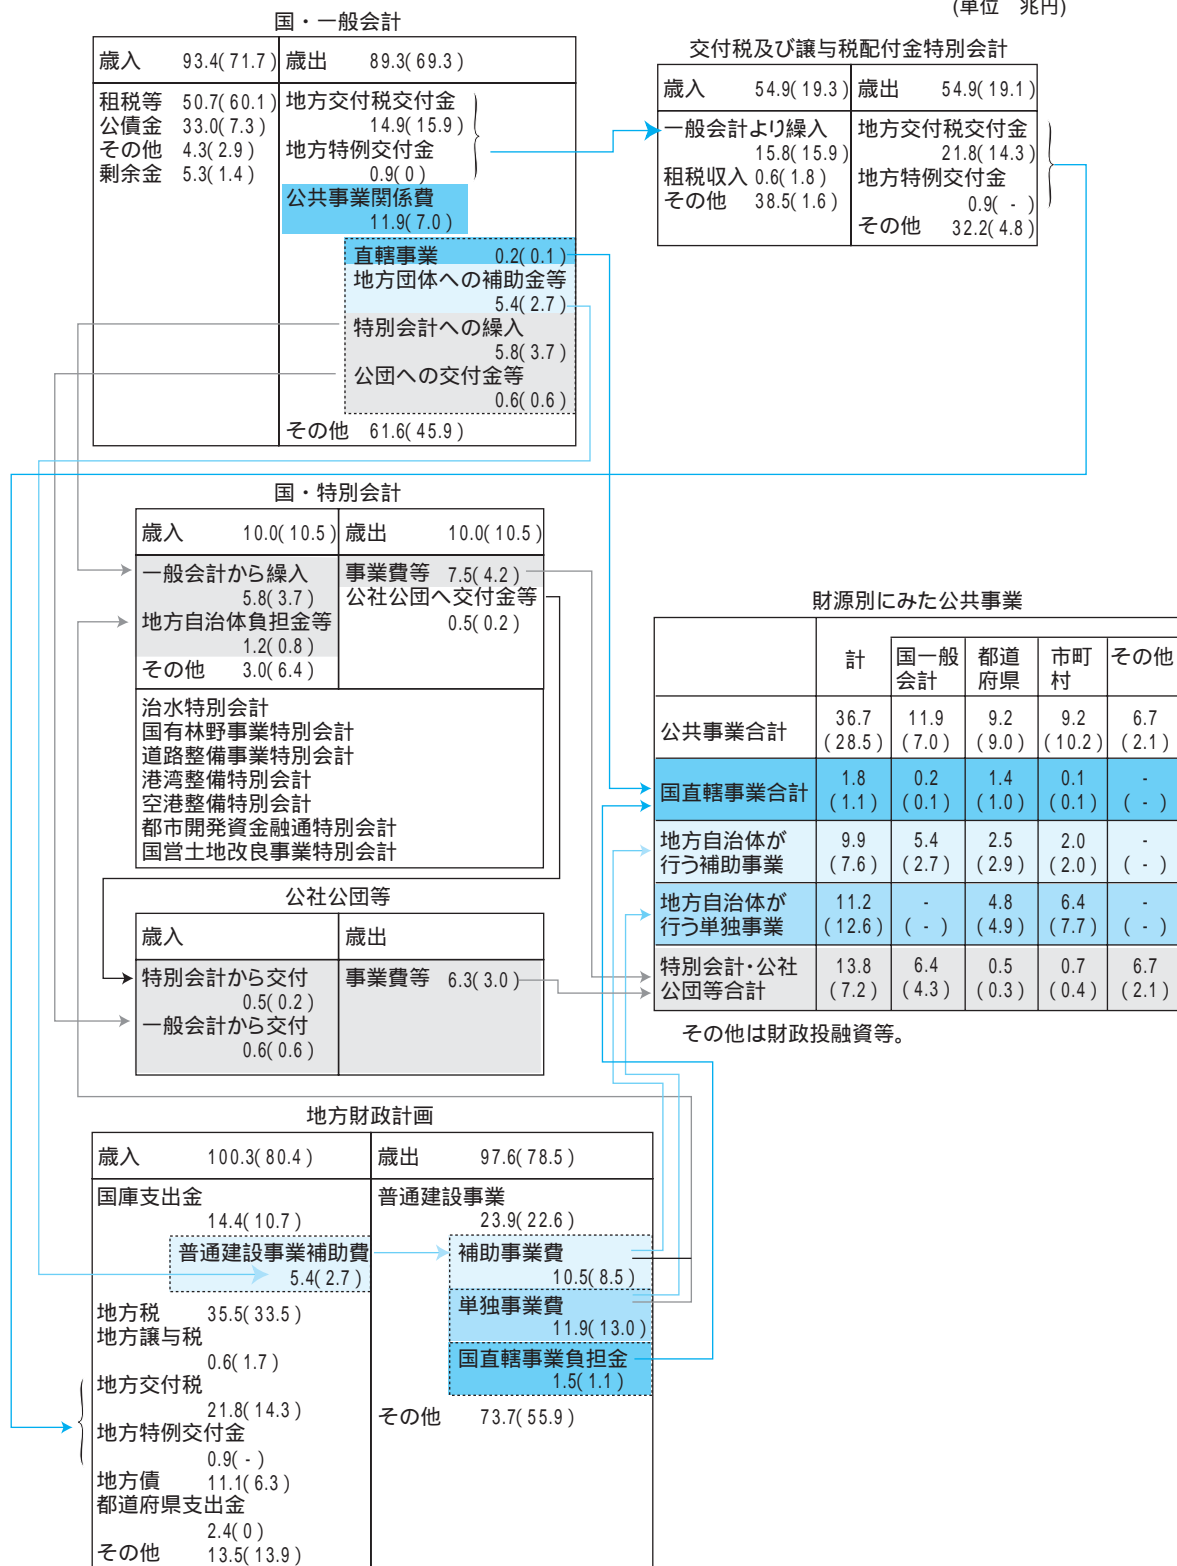 (単位　兆円)
国・一般会計
歳入　93.4(71.7)　歳出　89.3(69.3)
租税等　50.7(60.1)
公債金　33.0(7.3)
その他　4.3(2.9)
剰余金　5.3(1.4)
地方交付税交付金
14.9(15.9)
地方特例交付金
0.9(0)
公共事業関係費
11.9(7.0)
直轄事業　0.2(0.1)
地方団体への補助金等
5.4(2.7)
特別会計への繰入
5.8(3.7)
公団への交付金等
0.6(0.6)
その他　61.6(45.9)
交付税及び譲与税配付金特別会計
歳入　54.9(19.3)　歳出　54.9(19.1)
一般会計より繰入
15.8(15.9)
租税収入 0.6(1.8)
その他　38.5(1.6)
地方交付税交付金
21.8(14.3)
地方特例交付金
0.9( - )
その他　32.2(4.8)
国・特別会計
歳入　10.0(10.5)　歳出　10.0(10.5)
一般会計から繰入
5.8(3.7)
地方自治体負担金等
1.2(0.8)
その他　3.0(6.4)
事業費等　7.5(4.2)
公社公団へ交付金等
0.5(0.2)
治水特別会計
国有林野事業特別会計
道路整備事業特別会計
港湾整備特別会計
空港整備特別会計
都市開発資金融通特別会計
国営土地改良事業特別会計
公社公団等
歳入　歳出
特別会計から交付
0.5(0.2)
一般会計から交付
0.6(0.6)
事業費等　6.3(3.0)
財源別にみた公共事業
計　国一般会計　都道府県　市町村　その他
公共事業合計　36.7　11.9　9.2　9.2　6.7
(28.5)　(7.0)　(9.0)　(10.2)　(2.1)
国直轄事業合計　1.8　0.2　1.4　0.1　-
(1.1)　(0.1)　(1.0)　(0.1)　( - )
地方自治体が　9.9　5.4　2.5　2.0　-
行う補助事業　(7.6)　(2.7)　(2.9)　(2.0)　( - )
地方自治体が　11.2　-　4.8　6.4　-
行う単独事業　(12.6)　( - )　(4.9)　(7.7)　( - )
特別会計・公社　13.8　6.4　0.5　0.7　6.7
公団等合計　(7.2)　(4.3)　(0.3)　(0.4)　(2.1)
その他は財政投融資等。
地方財政計画
歳入　100.3(80.4)　歳出　97.6(78.5)
国庫支出金
14.4(10.7)
普通建設事業補助費
5.4(2.7)
地方税　35.5(33.5)
地方譲与税
0.6(1.7)
地方交付税
21.8(14.3)
地方特例交付金
0.9( - )
地方債　11.1(6.3)
都道府県支出金
2.4(0)
その他　13.5(13.9)
普通建設事業
23.9(22.6)
補助事業費
10.5(8.5)
単独事業費
11.9(13.0)
国直轄事業負担金
1.5(1.1)
その他　73.7(55.9)